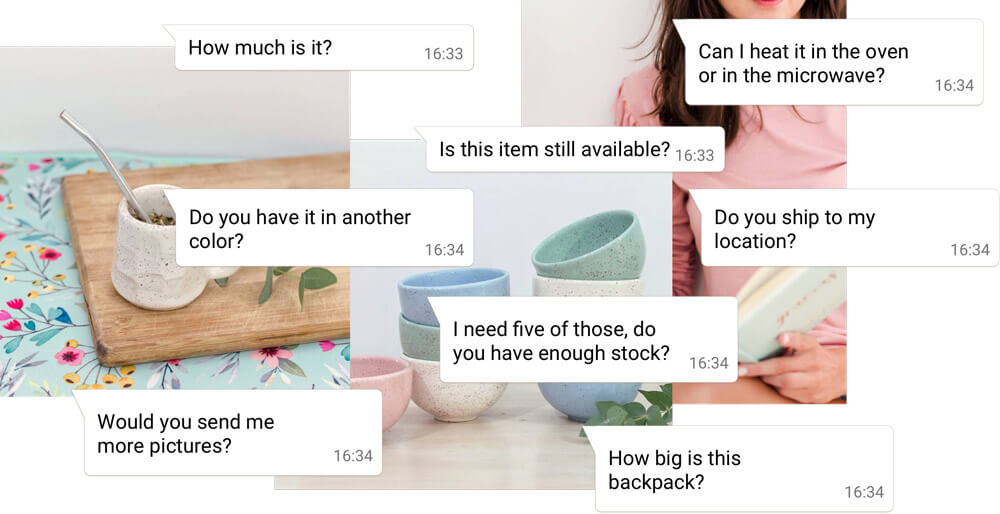 How much is it?
16:33
Can I heat it in the oven
or in the microwave?
16:34
Is this item still available?
16:33
Do you have it in another
color?
16:34
Do you ship to my
location?
16:34
I need five of those, do
you have enough stock?
16:34
Would you send me
more pictures?
16:34
How big is this
backpack?
16:34